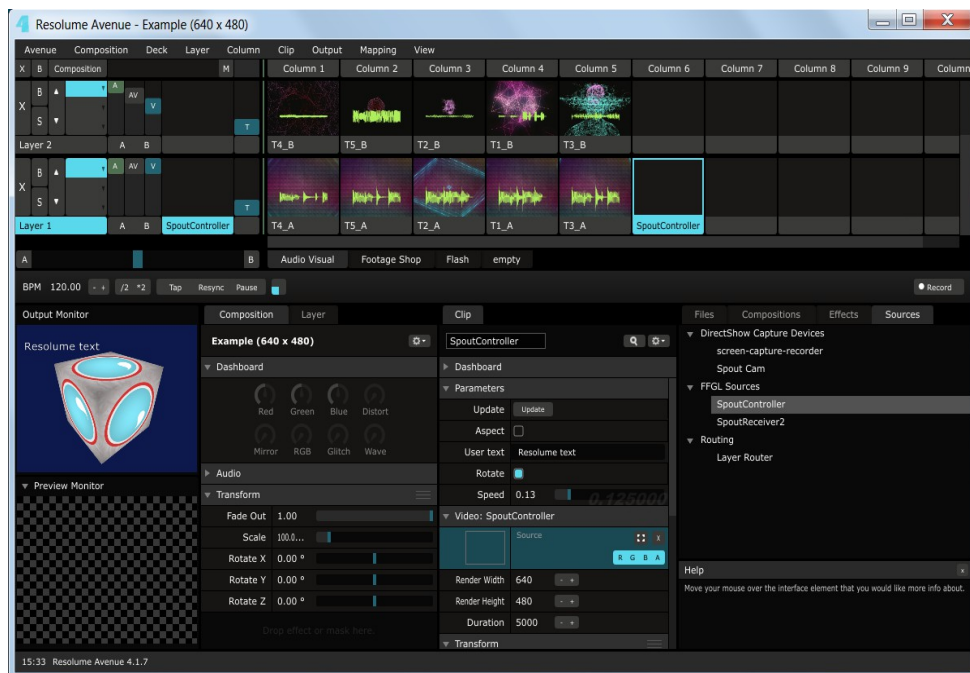 Resolume Avenue - Example (640 x 480)
Avenue Composition Deck Layer Column Clip Output Mapping View
X B Composition M Column 1 Column 2 Column 3 Column 4 Column 5 Column 6 Column 7 Column 8 Column 9 Column
B A AV V
X
S T
Layer 2 A B T4_B T5_B T2_B T1_B T3_B
B A AV V
X
S T
Layer 1 A B SpoutController T4_A T5_A T2_A T1_A T3_A SpoutController
A B Audio Visual Footage Shop Flash empty
BPM 120.00 - + /2 *2 Tap Resync Pause Record
Output Monitor Composition Layer Clip Files Compositions Effects Sources
Resolume text
Example (640 x 480) SpoutController
DirectShow Capture Devices
screen-capture-recorder
Dashboard Dashboard Spout Cam
Parameters FFGL Sources
Red Green Blue Distort Update Update SpoutController
Aspect SpoutReceiver2
Mirror RGB Glitch Wave User text Resolume text Routing
Layer Router
Audio Rotate
Preview Monitor
Transform Speed 0.13 0.125000
Fade Out 1.00 Video: SpoutController
Scale 100.0... Source x
Rotate X 0.00 ° R G B A
Rotate Y 0.00 ° Render Width 640 - +
Rotate Z 0.00 ° Render Height 480 - +
Drop effect or mask here. Duration 5000 - +
Transform
Help x
Move your mouse over the interface element that you would like more info about.
15:33 Resolume Avenue 4.1.7